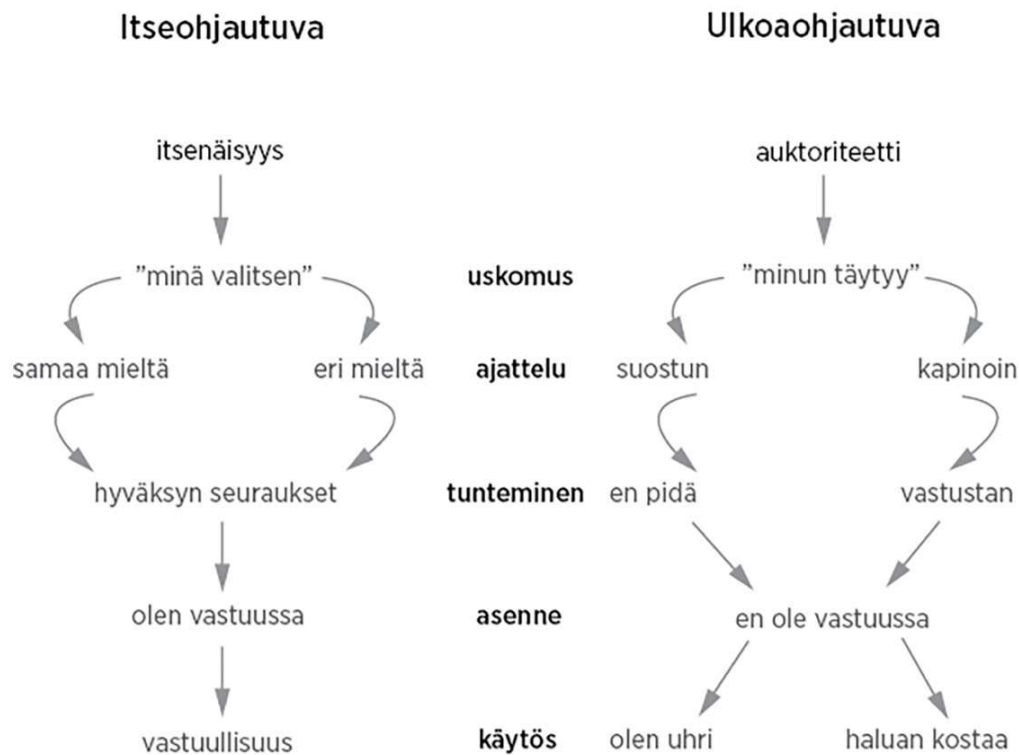 Itseohjautuva
Ulkoaohjautuva
itsenäisyys
auktoriteetti
”minä valitsen”
uskomus
”minun täytyy”
samaa mieltä
eri mieltä
ajattelu
suostun
kapinoin
hyväksyn seuraukset
tunteminen
en pidä
vastustan
olen vastuussa
asenne
en ole vastuussa
vastuullisuus
käytös
olen uhri
haluan kostaa